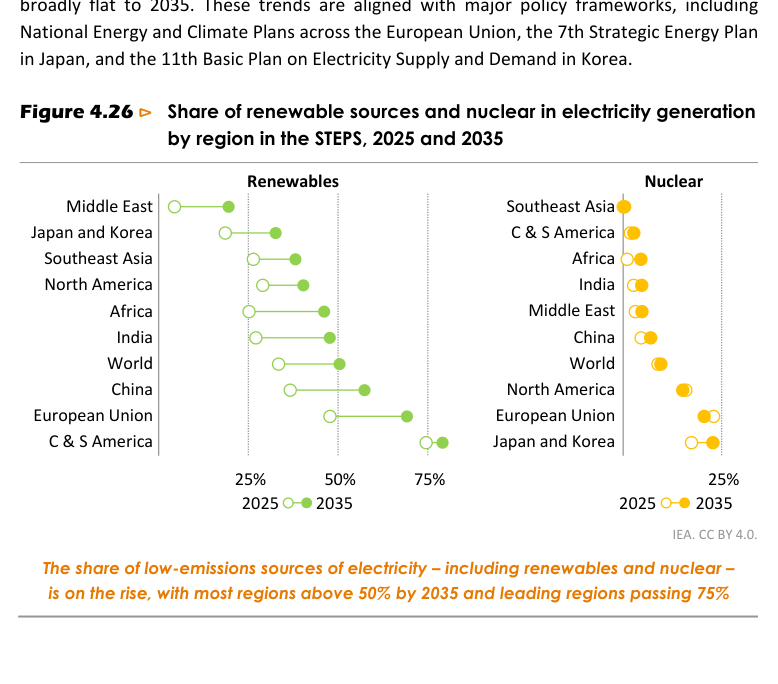 broadly flat to 2035. These trends are aligned with major policy frameworks, including
National Energy and Climate Plans across the European Union, the 7th Strategic Energy Plan
in Japan, and the 11th Basic Plan on Electricity Supply and Demand in Korea.
Figure 4.26 ▻ Share of renewable sources and nuclear in electricity generation
by region in the STEPS, 2025 and 2035
Renewables
Middle East
Japan and Korea
Southeast Asia
North America
Africa
India
World
China
European Union
C & S America
25% 50% 75%
2025 2035
Nuclear
Southeast Asia
C & S America
Africa
India
Middle East
China
World
North America
European Union
Japan and Korea
25%
2025 2035
IEA. CC BY 4.0.
The share of low-emissions sources of electricity – including renewables and nuclear –
is on the rise, with most regions above 50% by 2035 and leading regions passing 75%